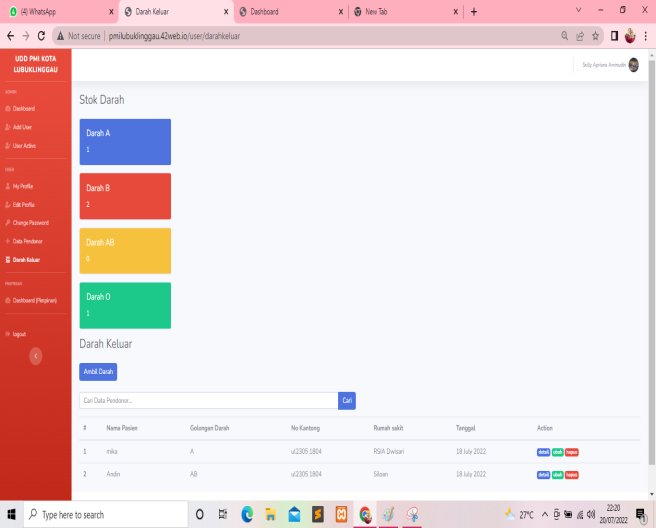 (4) WhatsApp
Darah Keluar
Dashboard
New Tab
Not secure | pmilubuklinggau.42web.io/user/darahkeluar
UDD PMI KOTA
LUBUKLINGGAU
Selly Apriana Aminudin
ADMIN
Dashboard
Add User
User Active
USER
My Profile
Edit Profile
Change Password
Data Pendonor
Darah Keluar
PIMPINAN
Dashboard (Pimpinan)
logout
Stok Darah
Darah A
1
Darah B
2
Darah AB
0
Darah O
1
Darah Keluar
Ambil Darah
Cari Data Pendonor...
Cari
# Nama Pasien Golongan Darah No Kantong Rumah sakit Tanggal Action
1 mika A ul2305 1804 RSIA Dwisari 18 July 2022 detail ubah hapus
2 Andin AB ul2305 1804 Siloam 18 July 2022 detail ubah hapus
Type here to search
27°C
22:20
20/07/2022